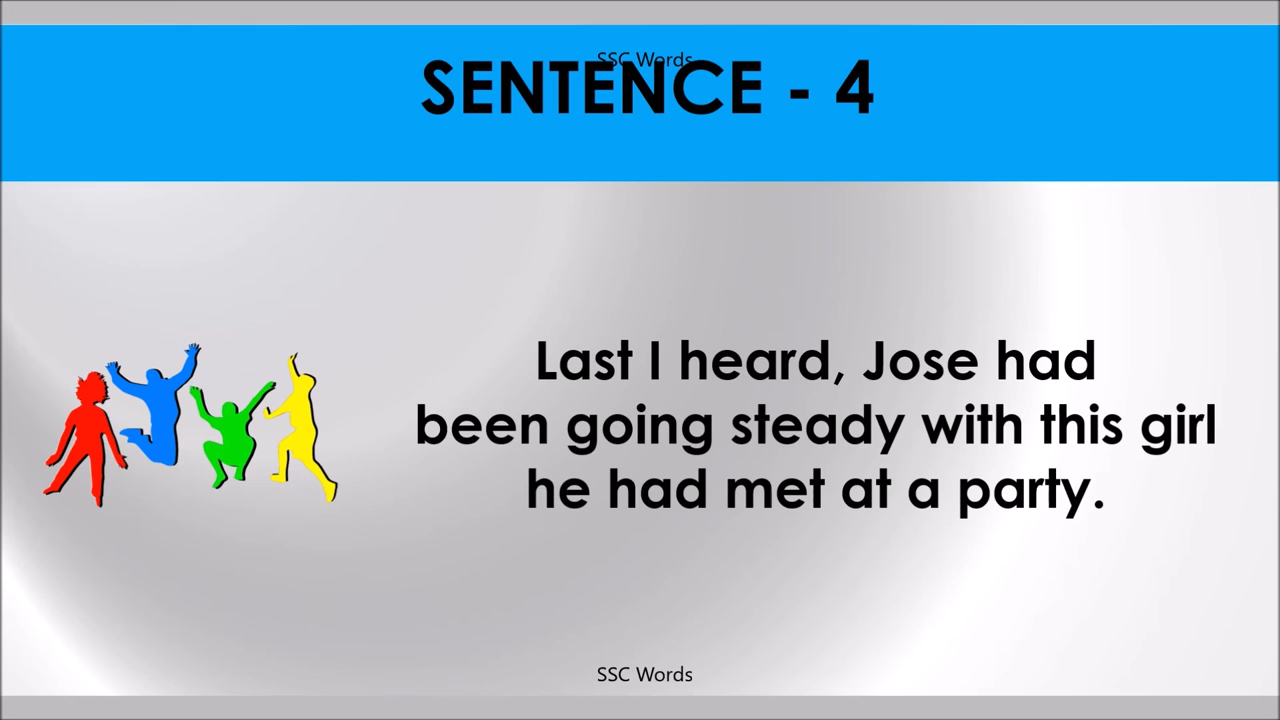 SSC Words
SENTENCE - 4
Last I heard, Jose had
been going steady with this girl
he had met at a party.
SSC Words